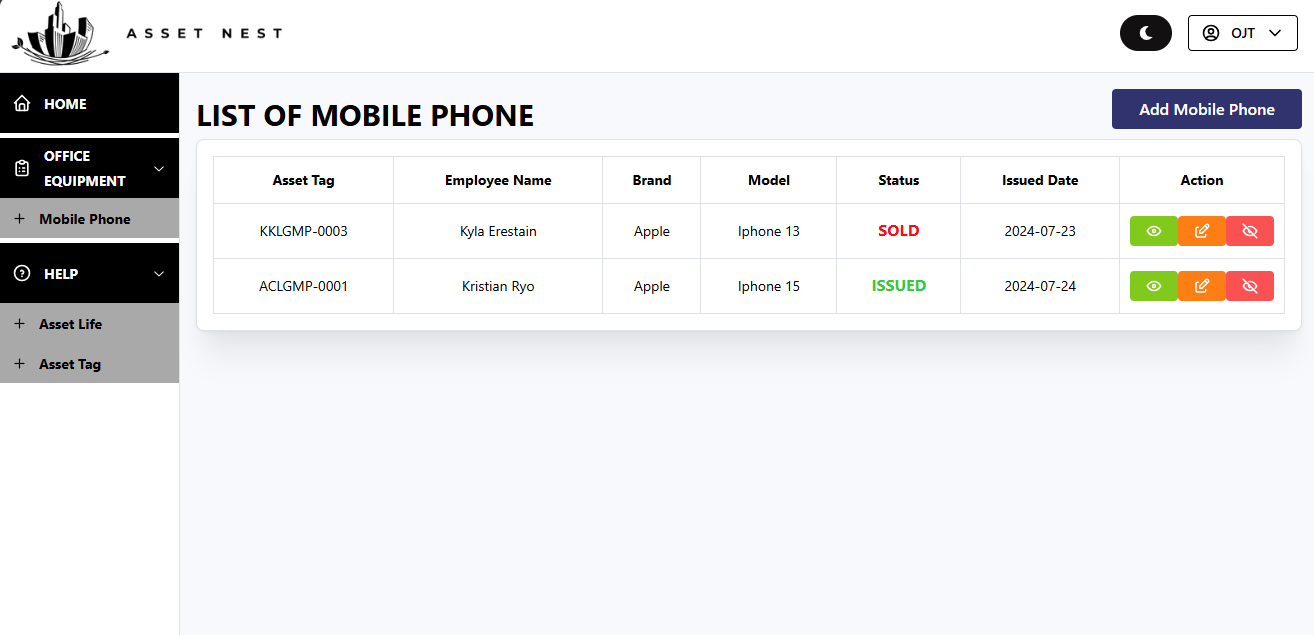 ASSET NEST
OJT
HOME
OFFICE
EQUIPMENT
Mobile Phone
HELP
Asset Life
Asset Tag
LIST OF MOBILE PHONE
Add Mobile Phone
Asset Tag Employee Name Brand Model Status Issued Date Action
KKLGMP-0003 Kyla Erestain Apple Iphone 13 SOLD 2024-07-23
ACLGMP-0001 Kristian Ryo Apple Iphone 15 ISSUED 2024-07-24